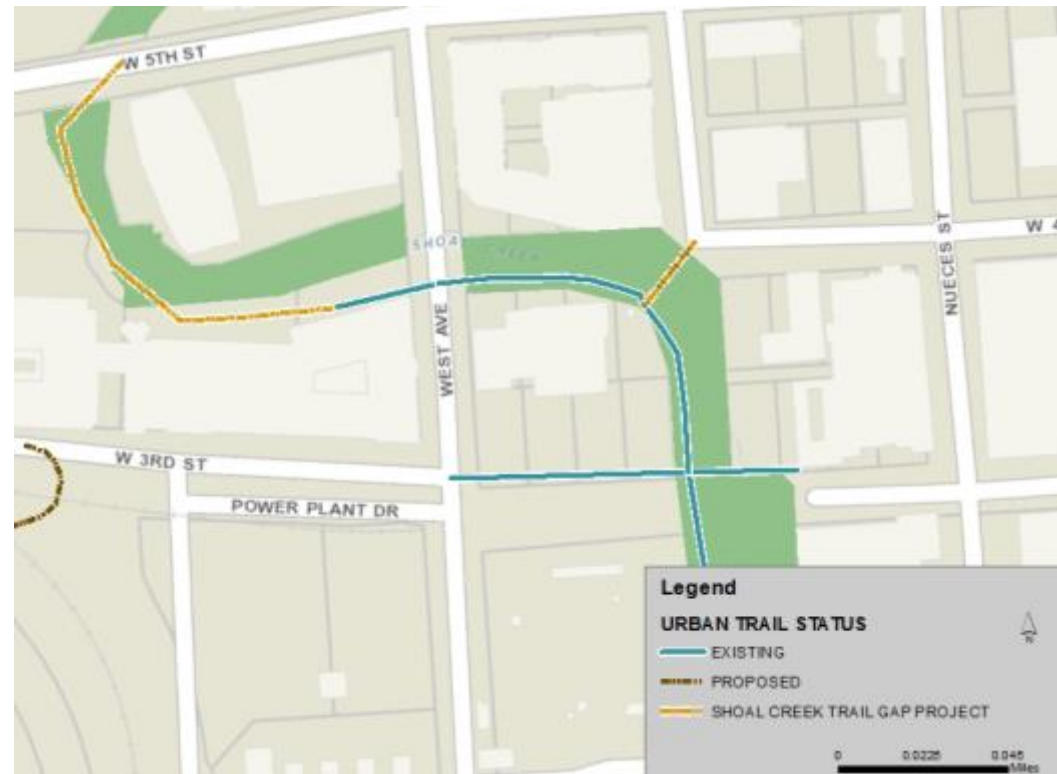 W 5TH ST
SHOA
CREEK
W 4
NUECES ST
WEST AVE
W 3RD ST
POWER PLANT DR
Legend
URBAN TRAIL STATUS
N
EXISTING
PROPOSED
SHOAL CREEK TRAIL GAP PROJECT
0 0.0225 0.045
Miles